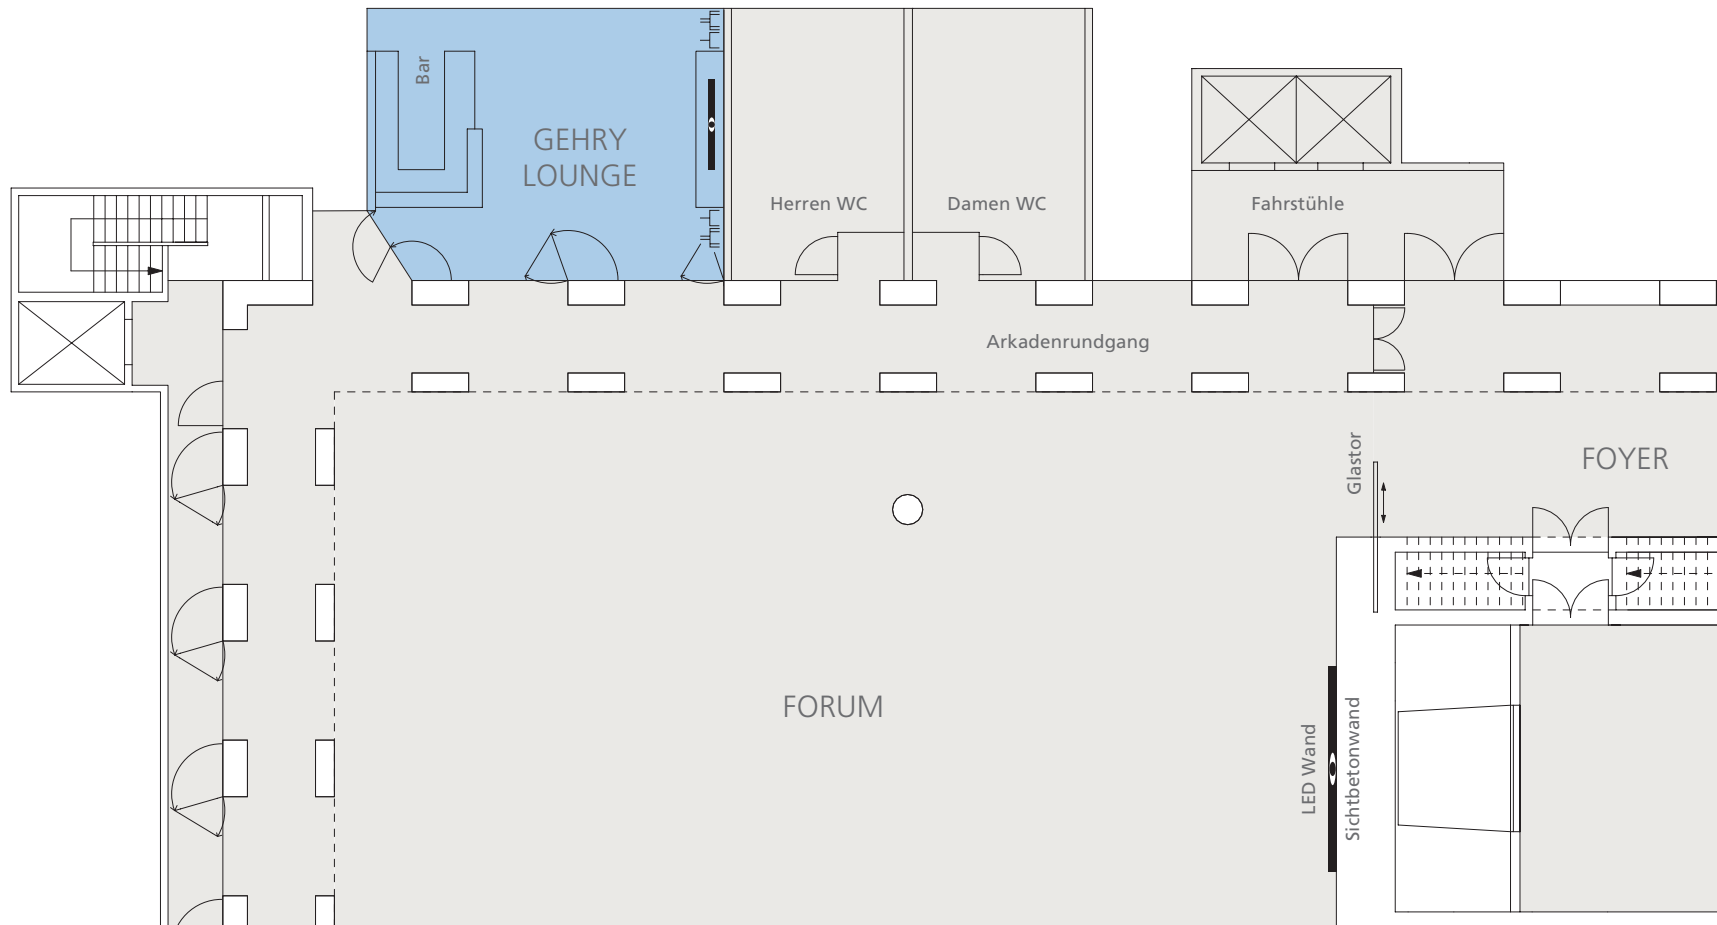 Bar
GEHRY
LOUNGE
Herren WC
Damen WC
Fahrstühle
Arkadenrundgang
Glastor
FOYER
FORUM
LED Wand
Sichtbetonwand